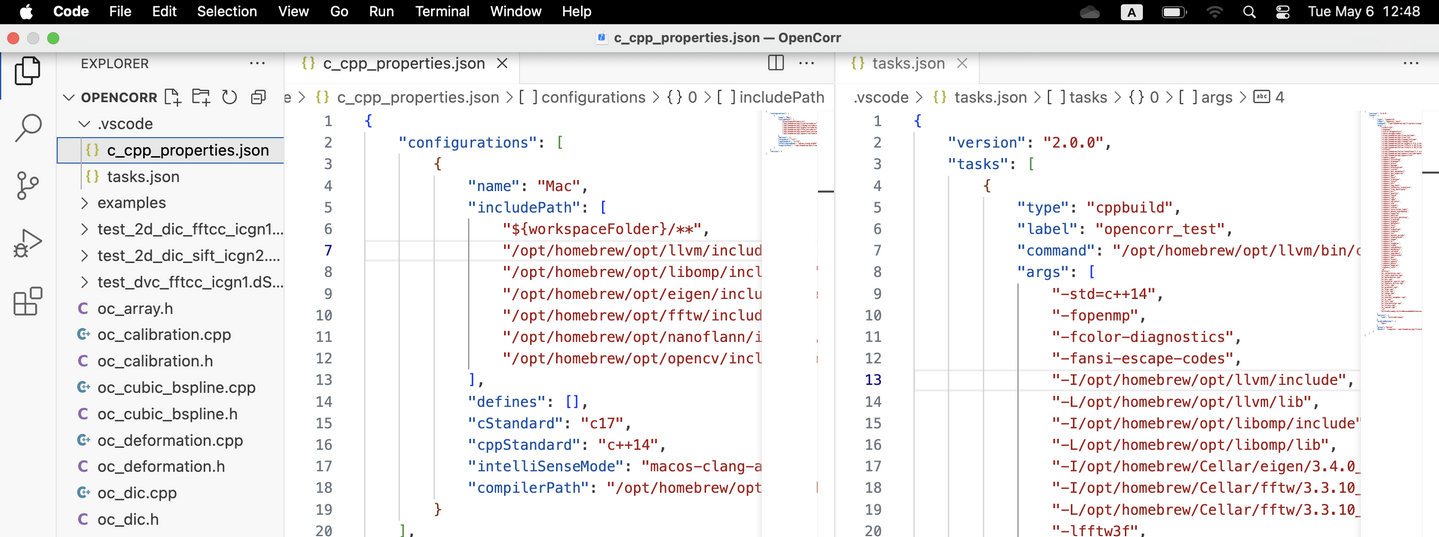 Code File Edit Selection View Go Run Terminal Window Help A Tue May 6 12:48
c_cpp_properties.json — OpenCorr
EXPLORER
OPENCORR
.vscode
c_cpp_properties.json
tasks.json
examples
test_2d_dic_fftcc_icgn1...
test_2d_dic_sift_icgn2....
test_dvc_fftcc_icgn1.dS...
C oc_array.h
C+ oc_calibration.cpp
C oc_calibration.h
C+ oc_cubic_bspline.cpp
C oc_cubic_bspline.h
C+ oc_deformation.cpp
C oc_deformation.h
C+ oc_dic.cpp
C oc_dic.h
{} c_cpp_properties.json
e > {} c_cpp_properties.json > [ ] configurations > {} 0 > [ ] includePath
1 {
2 "configurations": [
3 {
4 "name": "Mac",
5 "includePath": [
6 "${workspaceFolder}/**",
7 "/opt/homebrew/opt/llvm/includ
8 "/opt/homebrew/opt/libomp/incl
9 "/opt/homebrew/opt/eigen/inclu
10 "/opt/homebrew/opt/fftw/includ
11 "/opt/homebrew/opt/nanoflann/i
12 "/opt/homebrew/opt/opencv/incl
13 ],
14 "defines": [],
15 "cStandard": "c17",
16 "cppStandard": "c++14",
17 "intelliSenseMode": "macos-clang-a
18 "compilerPath": "/opt/homebrew/opt
19 }
20 ],
{} tasks.json
.vscode > {} tasks.json > [ ] tasks > {} 0 > [ ] args > abc 4
1 {
2 "version": "2.0.0",
3 "tasks": [
4 {
5 "type": "cppbuild",
6 "label": "opencorr_test",
7 "command": "/opt/homebrew/opt/llvm/bin/c
8 "args": [
9 "-std=c++14",
10 "-fopenmp",
11 "-fcolor-diagnostics",
12 "-fansi-escape-codes",
13 "-I/opt/homebrew/opt/llvm/include",
14 "-L/opt/homebrew/opt/llvm/lib",
15 "-I/opt/homebrew/opt/libomp/include"
16 "-L/opt/homebrew/opt/libomp/lib",
17 "-I/opt/homebrew/Cellar/eigen/3.4.0_
18 "-I/opt/homebrew/Cellar/fftw/3.3.10_
19 "-L/opt/homebrew/Cellar/fftw/3.3.10_
20 "-lfftw3f",